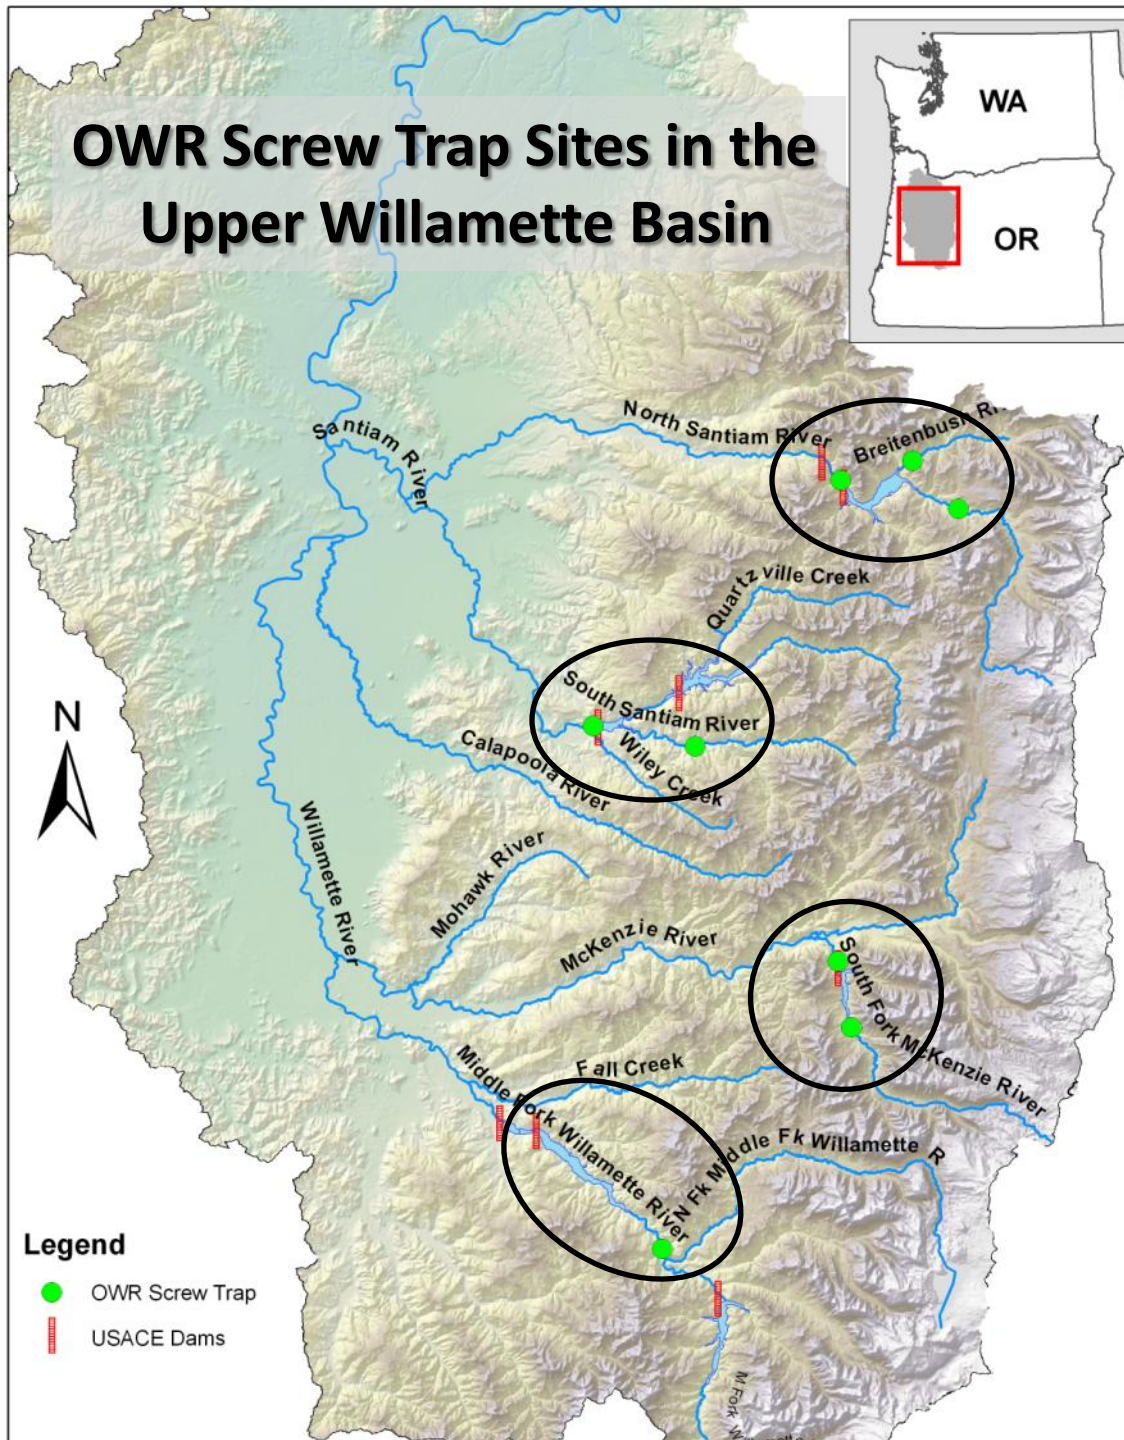 OWR Screw Trap Sites in the
Upper Willamette Basin
WA
OR
North Santiam River
Breitenbush
Santiam River
Quartzville Creek
South Santiam River
Wiley Creek
Calapoola River
Willamette River
Mohawk River
McKenzie River
South Fork McKenzie River
Fall Creek
Middle Fork Willamette River
N Fk Middle Fk Willamette R
N
M Fork
Legend
OWR Screw Trap
USACE Dams